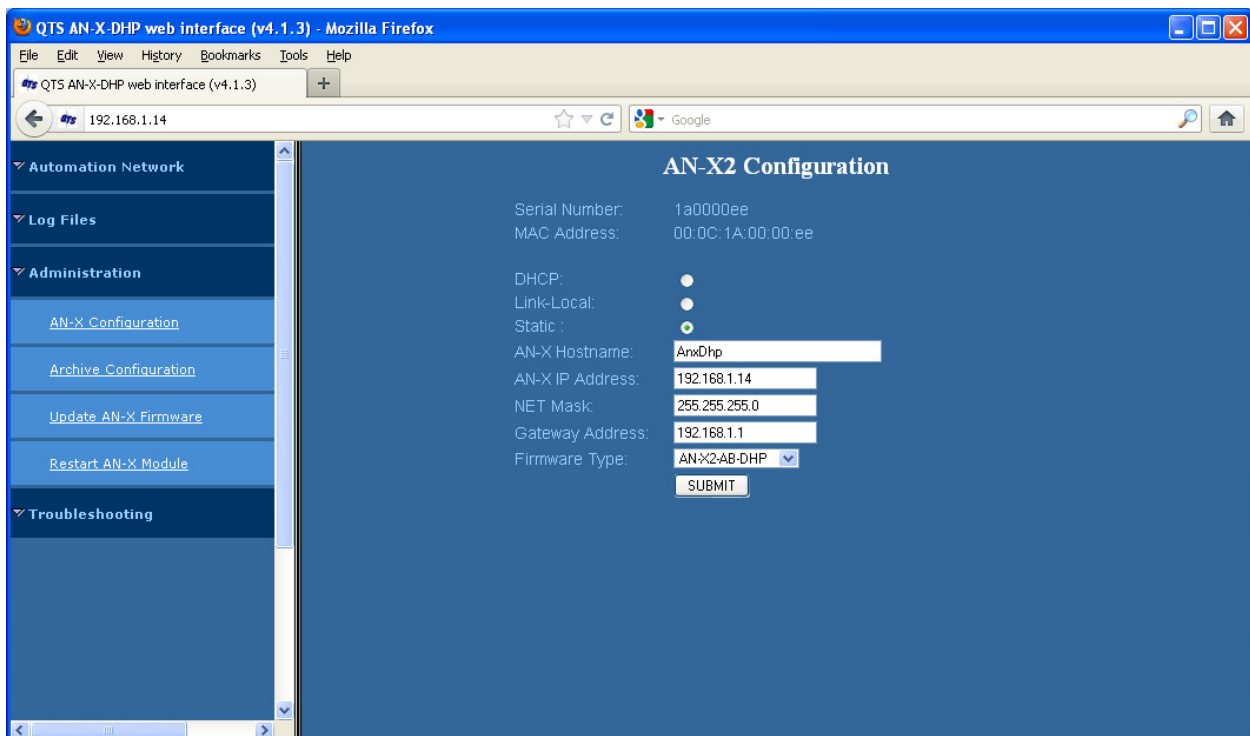 QTS AN-X-DHP web interface (v4.1.3) - Mozilla Firefox
File Edit View History Bookmarks Tools Help
QTS QTS AN-X-DHP web interface (v4.1.3) +
QTS 192.168.1.14 Google
Automation Network
Log Files
Administration
AN-X Configuration
Archive Configuration
Update AN-X Firmware
Restart AN-X Module
Troubleshooting
AN-X2 Configuration
Serial Number: 1a0000ee
MAC Address: 00:0C:1A:00:00:ee
DHCP:
Link-Local:
Static :
AN-X Hostname: AnxDhp
AN-X IP Address: 192.168.1.14
NET Mask: 255.255.255.0
Gateway Address: 192.168.1.1
Firmware Type: AN-X2-AB-DHP
SUBMIT